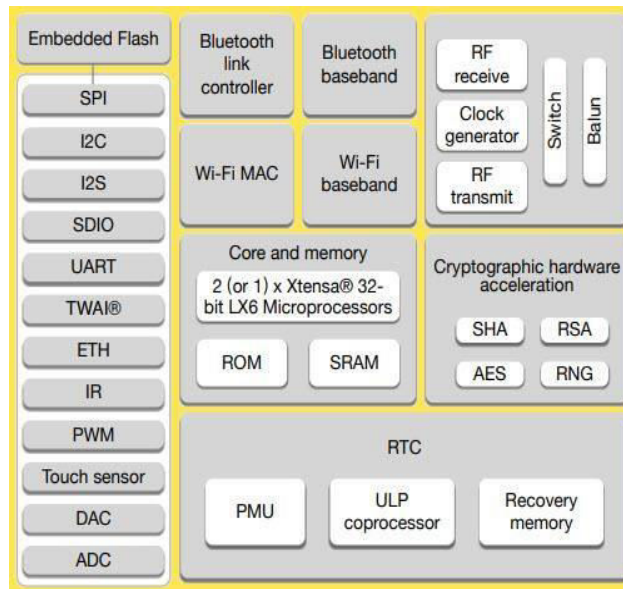 Embedded Flash
SPI
I2C
I2S
SDIO
UART
TWAI®
ETH
IR
PWM
Touch sensor
DAC
ADC
Bluetooth
link
controller
Bluetooth
baseband
Wi-Fi MAC
Wi-Fi
baseband
RF
receive
Clock
generator
RF
transmit
Switch
Balun
Core and memory
2 (or 1) x Xtensa® 32-
bit LX6 Microprocessors
ROM
SRAM
Cryptographic hardware
acceleration
SHA
RSA
AES
RNG
RTC
PMU
ULP
coprocessor
Recovery
memory